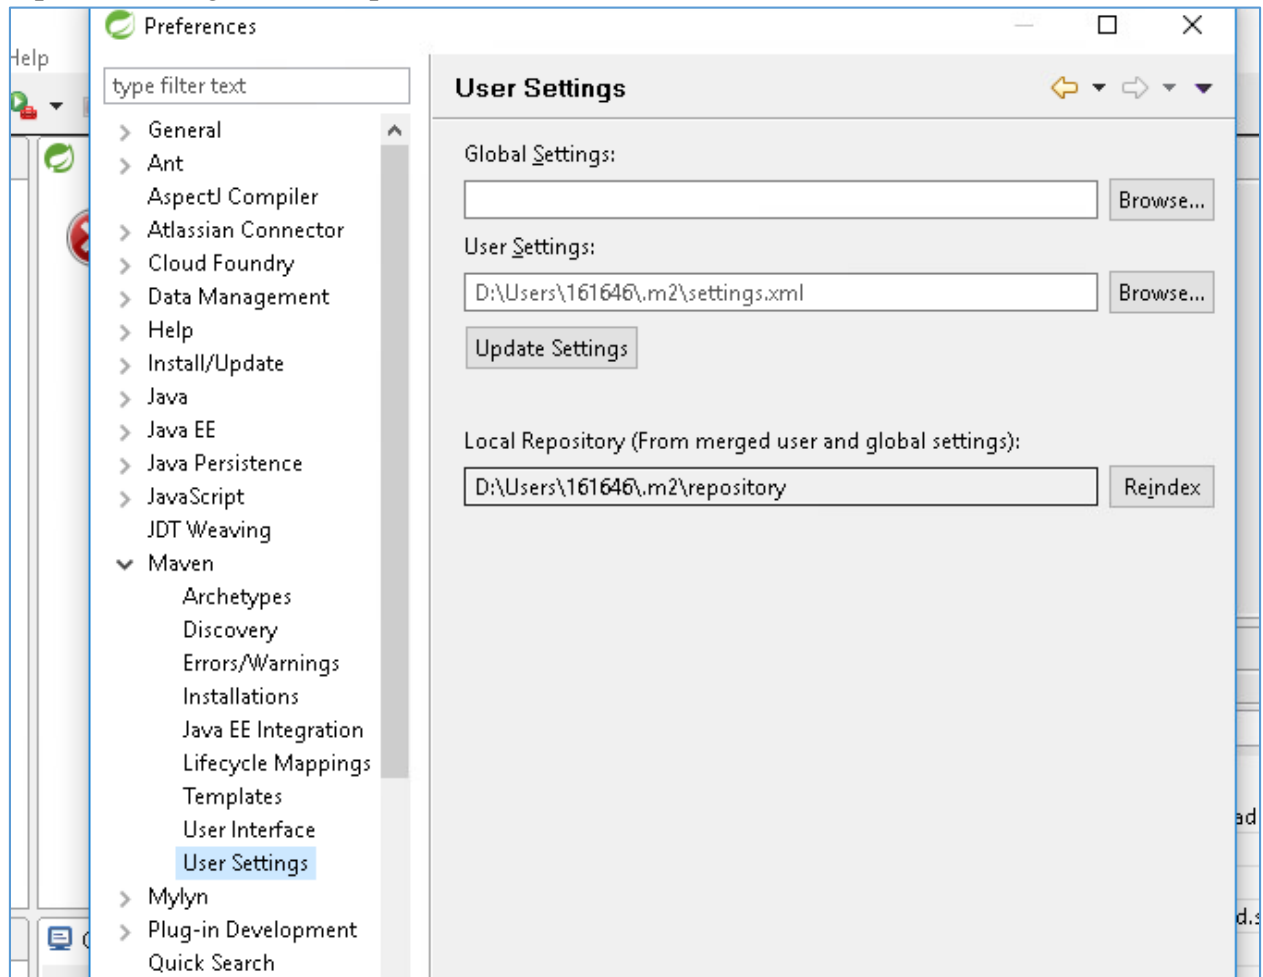 Preferences
Help
type filter text
User Settings
General
Ant
AspectJ Compiler
Atlassian Connector
Cloud Foundry
Data Management
Help
Install/Update
Java
Java EE
Java Persistence
JavaScript
JDT Weaving
Maven
Archetypes
Discovery
Errors/Warnings
Installations
Java EE Integration
Lifecycle Mappings
Templates
User Interface
User Settings
Mylyn
Plug-in Development
Quick Search
Global Settings:
Browse...
User Settings:
D:\Users\161646\.m2\settings.xml
Browse...
Update Settings
Local Repository (From merged user and global settings):
D:\Users\161646\.m2\repository
Reindex
ad
d.s